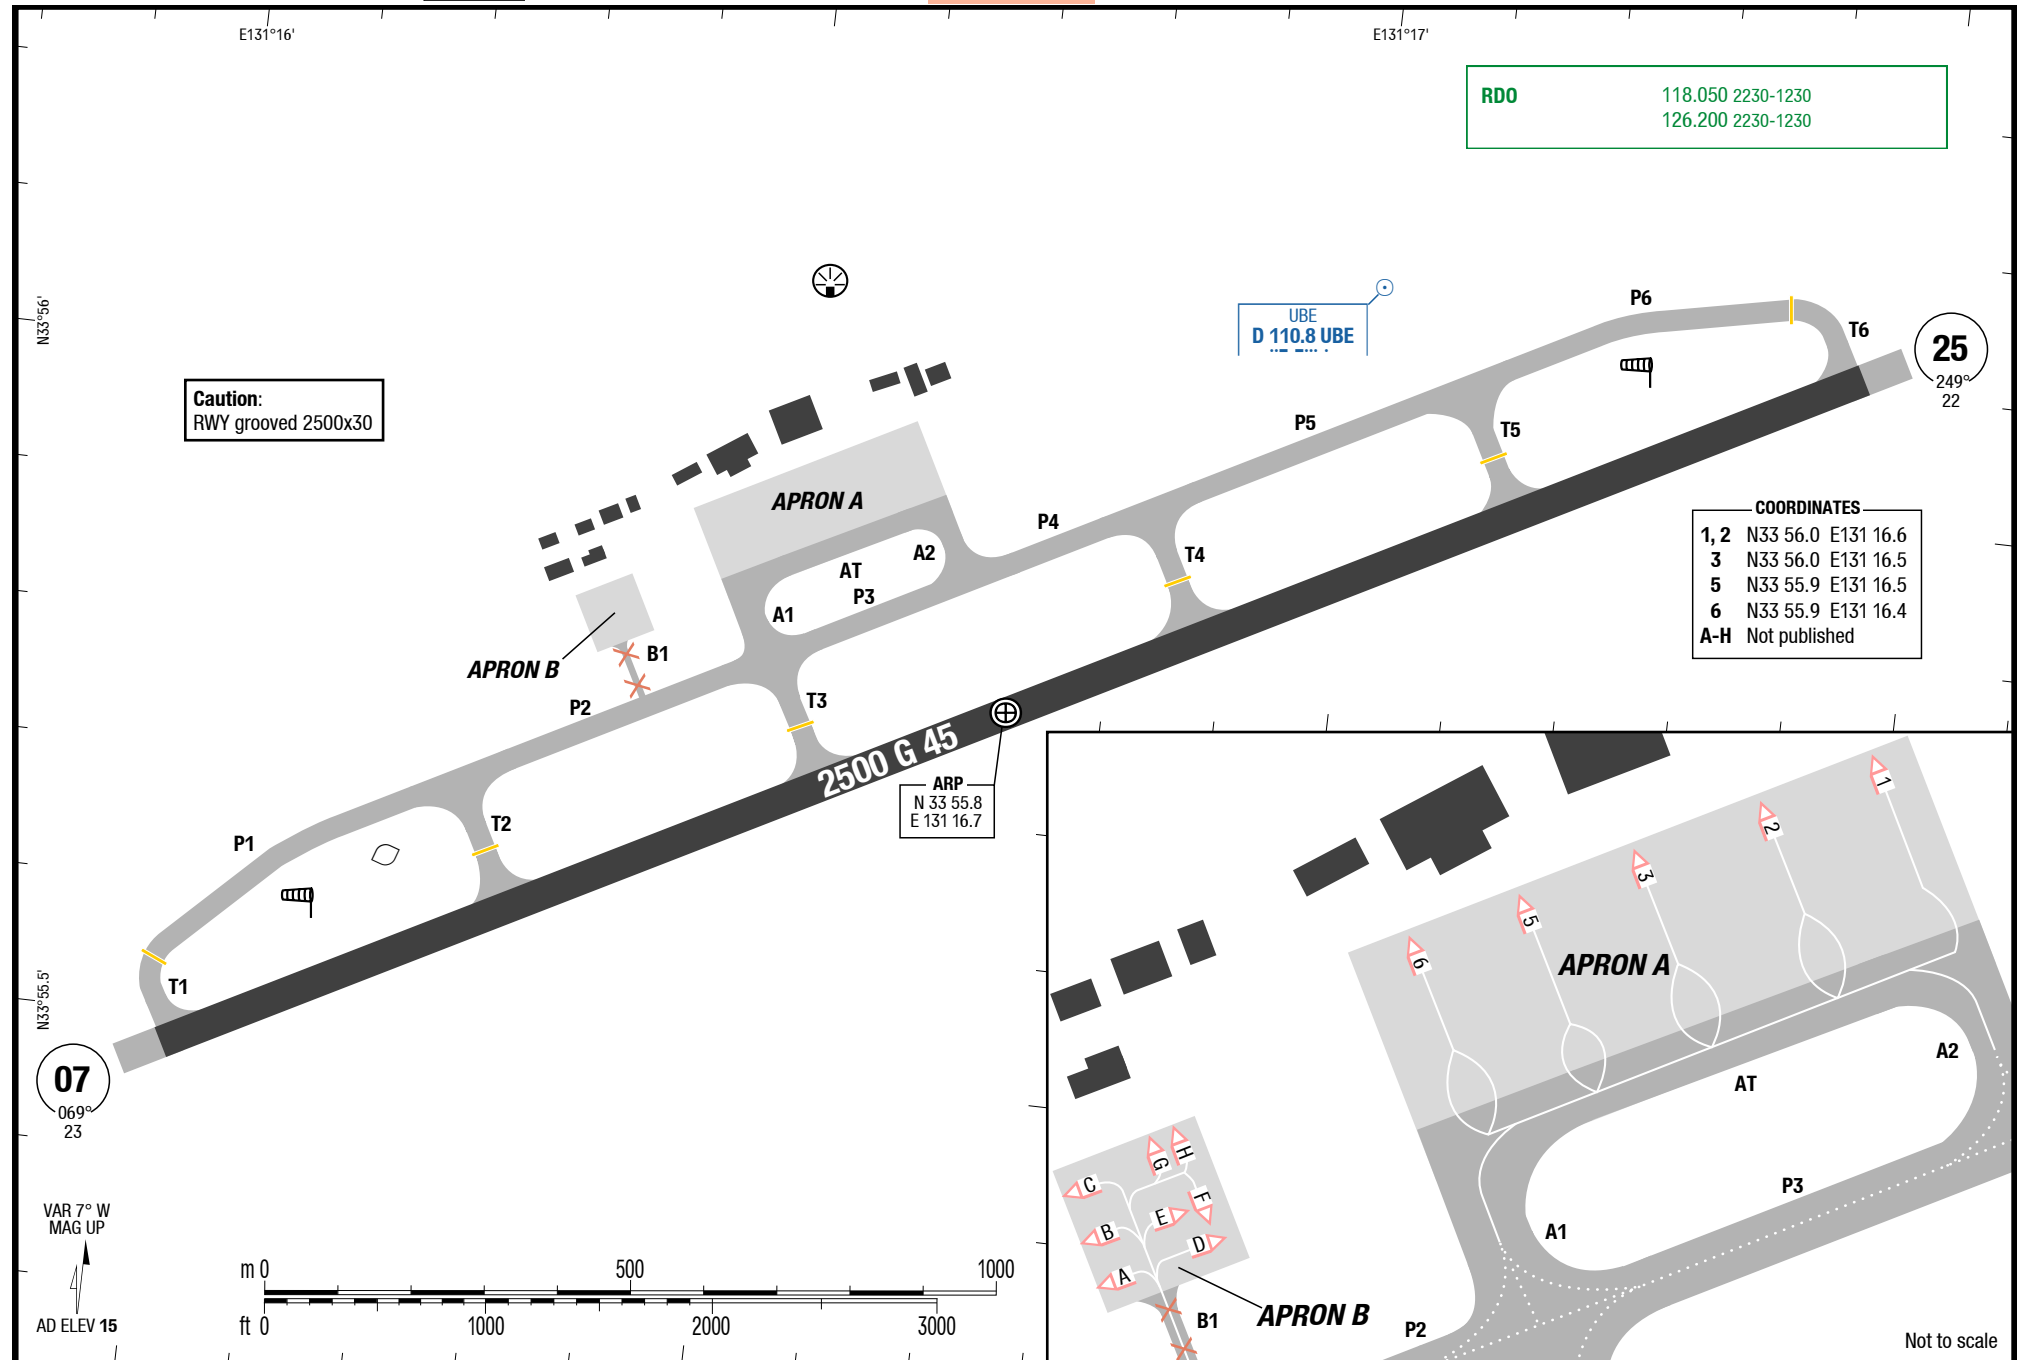 E131°16'
E131°17'
RDO
118.050 2230-1230
126.200 2230-1230
N33°56'
UBE
D 110.8 UBE
P6
T6
25
249°
22
Caution:
RWY grooved 2500x30
P5
T5
APRON A
COORDINATES
1, 2 N33 56.0 E131 16.6
3 N33 56.0 E131 16.5
5 N33 55.9 E131 16.5
6 N33 55.9 E131 16.4
A-H Not published
P4
A2
T4
AT
P3
A1
B1
APRON B
P2
T3
2500 G 45
ARP
N 33 55.8
E 131 16.7
T2
P1
T1
N33°55.5'
07
069°
23
VAR 7° W
MAG UP
AD ELEV 15
m 0 500 1000
ft 0 1000 2000 3000
1
2
3
5
6
APRON A
A2
AT
P3
A1
G
H
C
F
E
B
D
A
APRON B
B1
P2
Not to scale